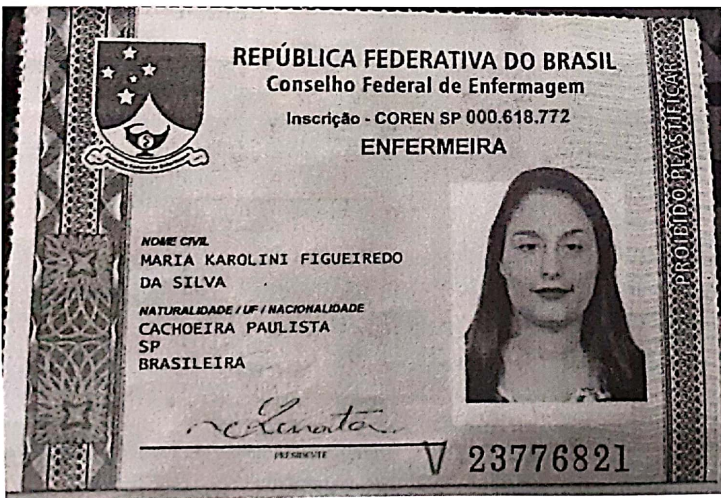 REPÚBLICA FEDERATIVA DO BRASIL
Conselho Federal de Enfermagem
Inscrição - COREN SP 000.618.772
ENFERMEIRA
NOME CIVIL
MARIA KAROLINI FIGUEIREDO
DA SILVA
NATURALIDADE / UF / NACIONALIDADE
CACHOEIRA PAULISTA
SP
BRASILEIRA
PRESIDENTE
V 23776821
PROIBIDO PLASTIFICAR